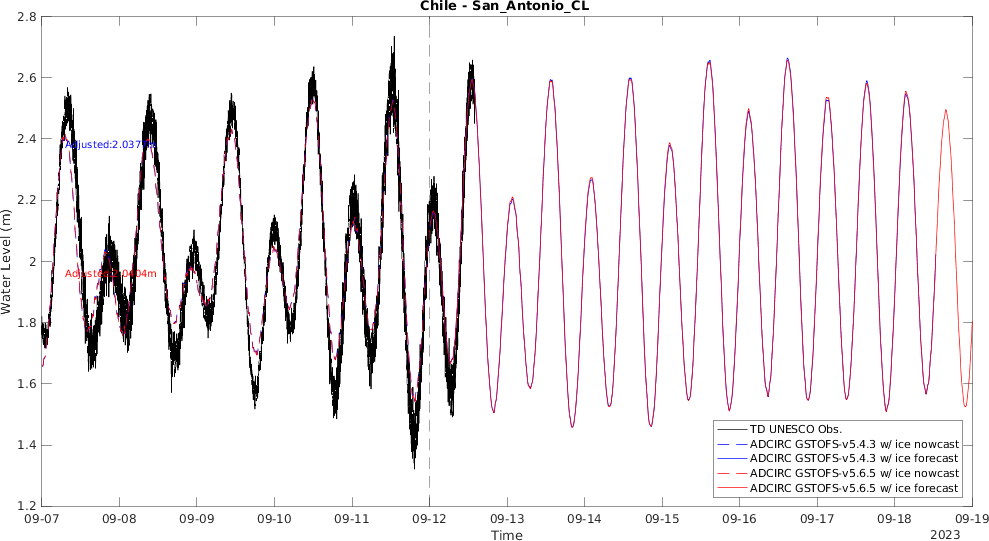 Chile - San_Antonio_CL
Water Level (m)
2.8
2.6
2.4
2.2
2
1.8
1.6
1.4
1.2
TD UNESCO Obs.
ADCIRC GSTOFS-v5.4.3 w/ ice nowcast
ADCIRC GSTOFS-v5.4.3 w/ ice forecast
ADCIRC GSTOFS-v5.6.5 w/ ice nowcast
ADCIRC GSTOFS-v5.6.5 w/ ice forecast
09-07 09-08 09-09 09-10 09-11 09-12 09-13 09-14 09-15 09-16 09-17 09-18 09-19
Time
2023